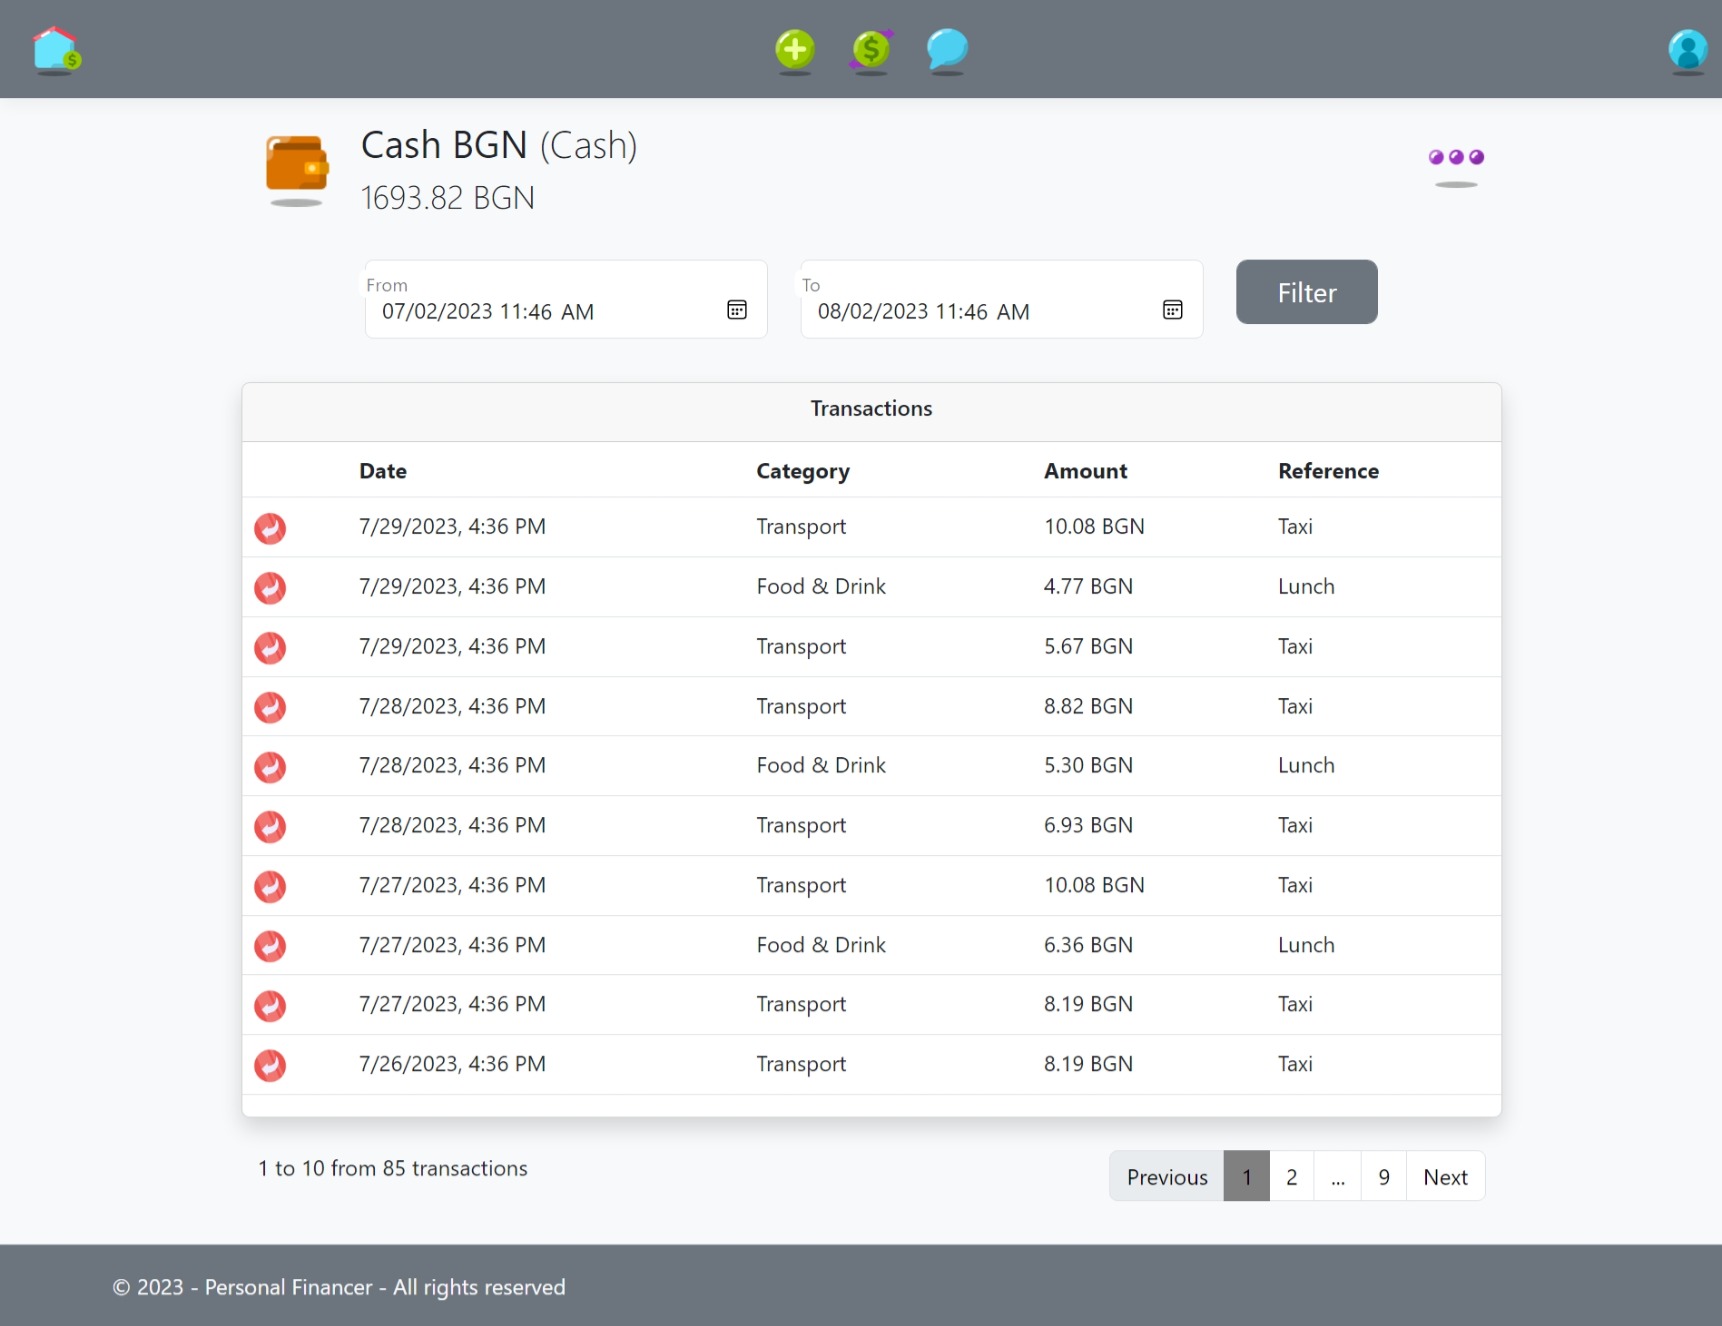 Cash BGN (Cash)
1693.82 BGN
From
07/02/2023 11:46 AM
To
08/02/2023 11:46 AM
Filter
Transactions
Date Category Amount Reference
7/29/2023, 4:36 PM Transport 10.08 BGN Taxi
7/29/2023, 4:36 PM Food & Drink 4.77 BGN Lunch
7/29/2023, 4:36 PM Transport 5.67 BGN Taxi
7/28/2023, 4:36 PM Transport 8.82 BGN Taxi
7/28/2023, 4:36 PM Food & Drink 5.30 BGN Lunch
7/28/2023, 4:36 PM Transport 6.93 BGN Taxi
7/27/2023, 4:36 PM Transport 10.08 BGN Taxi
7/27/2023, 4:36 PM Food & Drink 6.36 BGN Lunch
7/27/2023, 4:36 PM Transport 8.19 BGN Taxi
7/26/2023, 4:36 PM Transport 8.19 BGN Taxi
1 to 10 from 85 transactions
Previous 1 2 ... 9 Next
© 2023 - Personal Financer - All rights reserved